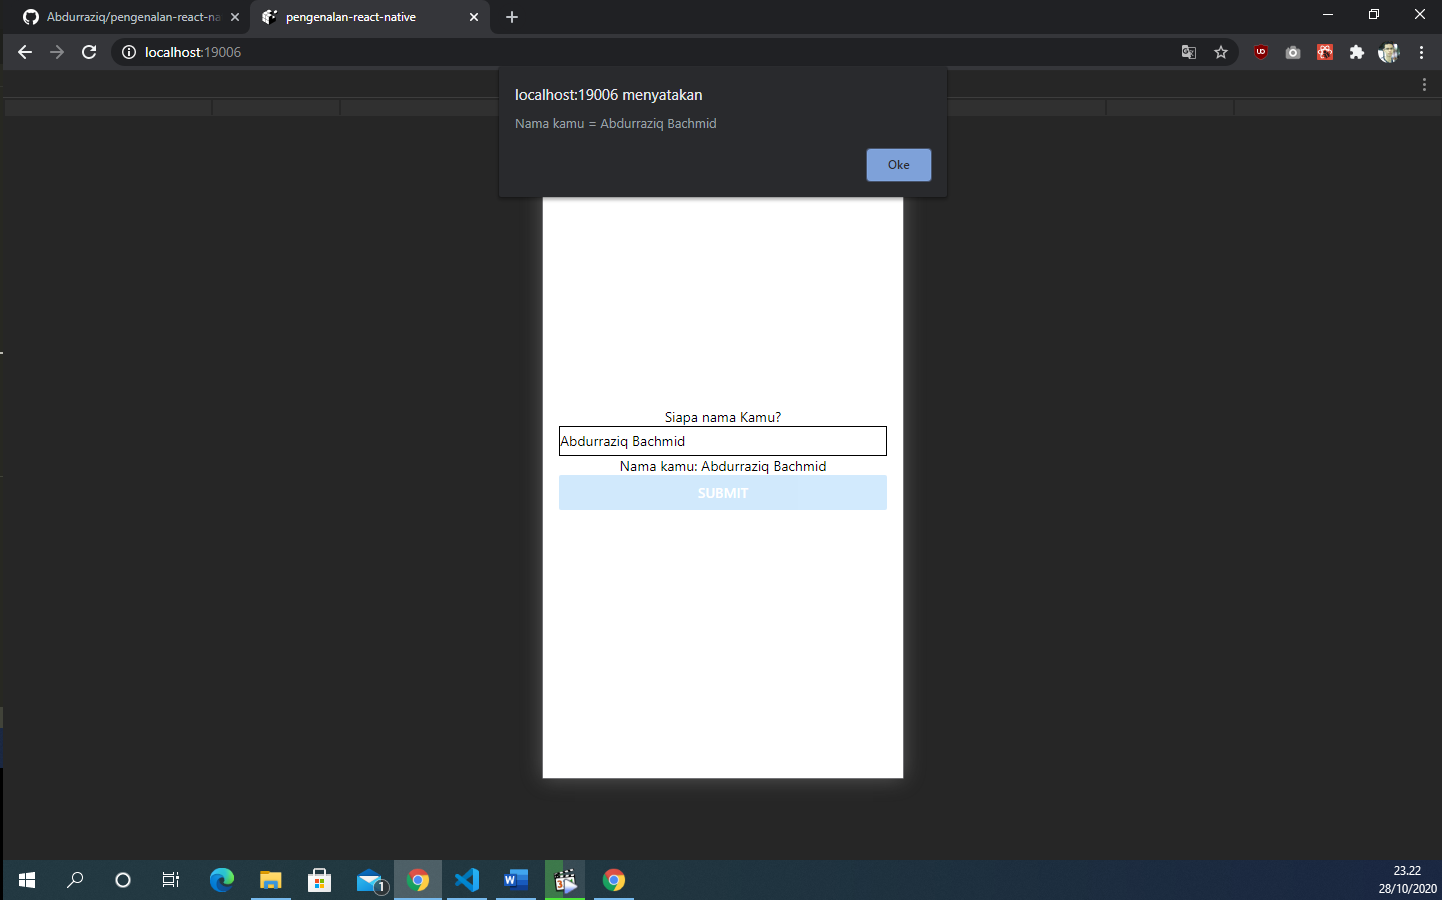 Abdurraziq/pengenalan-react-na
pengenalan-react-native
localhost:19006
localhost:19006 menyatakan
Nama kamu = Abdurraziq Bachmid
Oke
Siapa nama Kamu?
Abdurraziq Bachmid
Nama kamu: Abdurraziq Bachmid
SUBMIT
1
23.22
28/10/2020